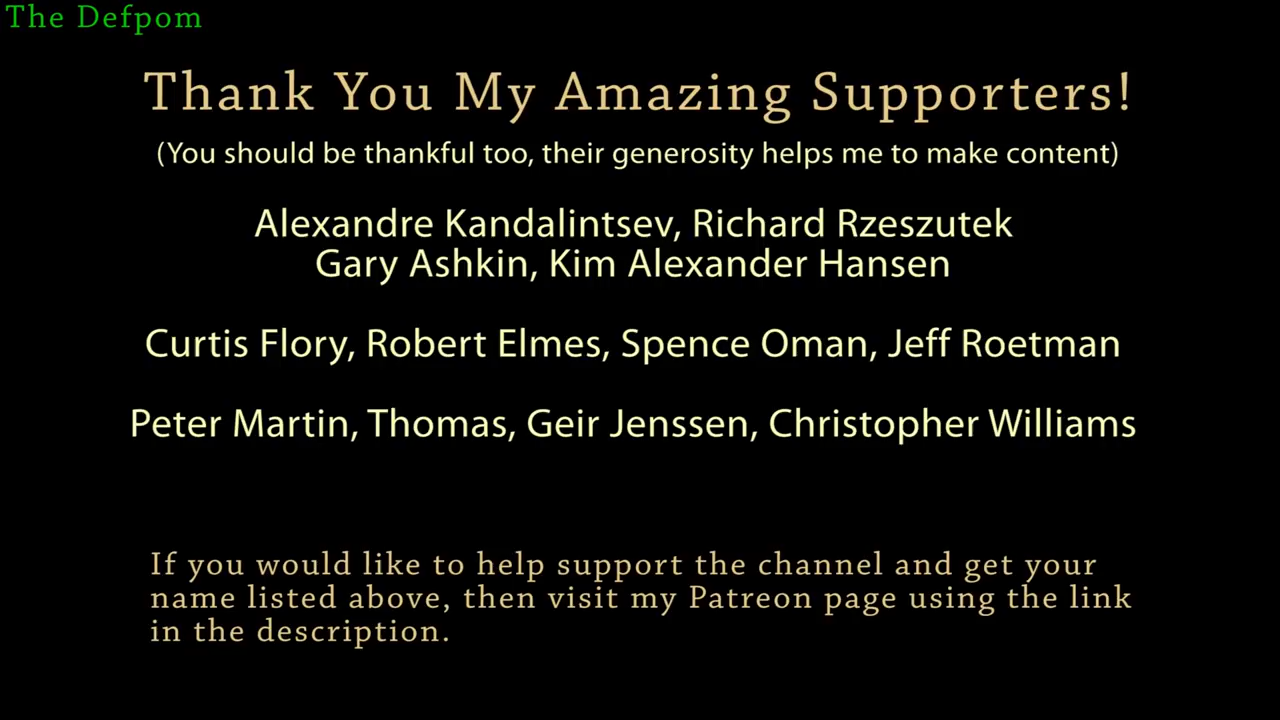 The Defpom
Thank You My Amazing Supporters!
(You should be thankful too, their generosity helps me to make content)
Alexandre Kandalintsev, Richard Rzeszutek
Gary Ashkin, Kim Alexander Hansen
Curtis Flory, Robert Elmes, Spence Oman, Jeff Roetman
Peter Martin, Thomas, Geir Jenssen, Christopher Williams
If you would like to help support the channel and get your
name listed above, then visit my Patreon page using the link
in the description.